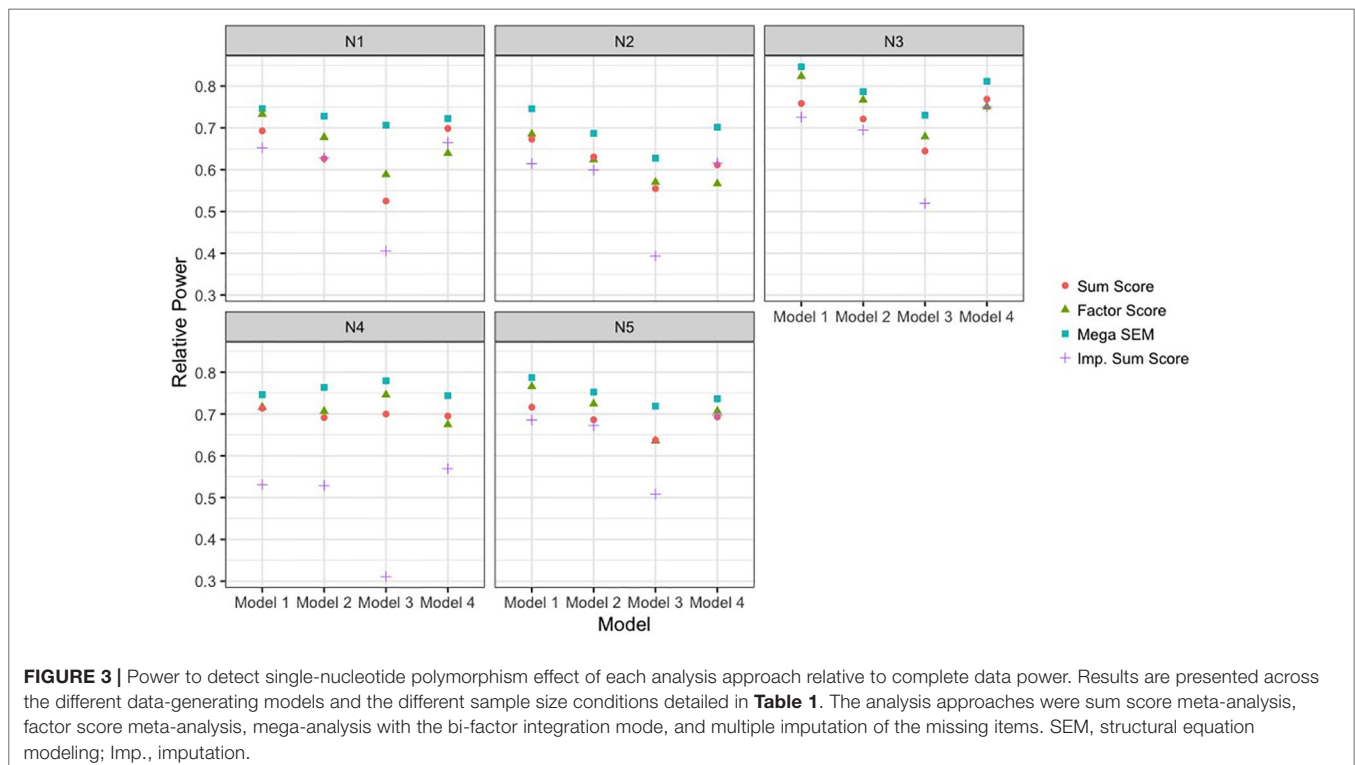 N1
N2
N3
0.8
0.7
0.6
0.5
0.4
0.3
Relative Power
Model 1 Model 2 Model 3 Model 4
N4
N5
0.8
0.7
0.6
0.5
0.4
0.3
Model 1 Model 2 Model 3 Model 4
Model 1 Model 2 Model 3 Model 4
Model
Sum Score
Factor Score
Mega SEM
Imp. Sum Score
FIGURE 3 | Power to detect single-nucleotide polymorphism effect of each analysis approach relative to complete data power. Results are presented across
the different data-generating models and the different sample size conditions detailed in Table 1. The analysis approaches were sum score meta-analysis,
factor score meta-analysis, mega-analysis with the bi-factor integration mode, and multiple imputation of the missing items. SEM, structural equation
modeling; Imp., imputation.